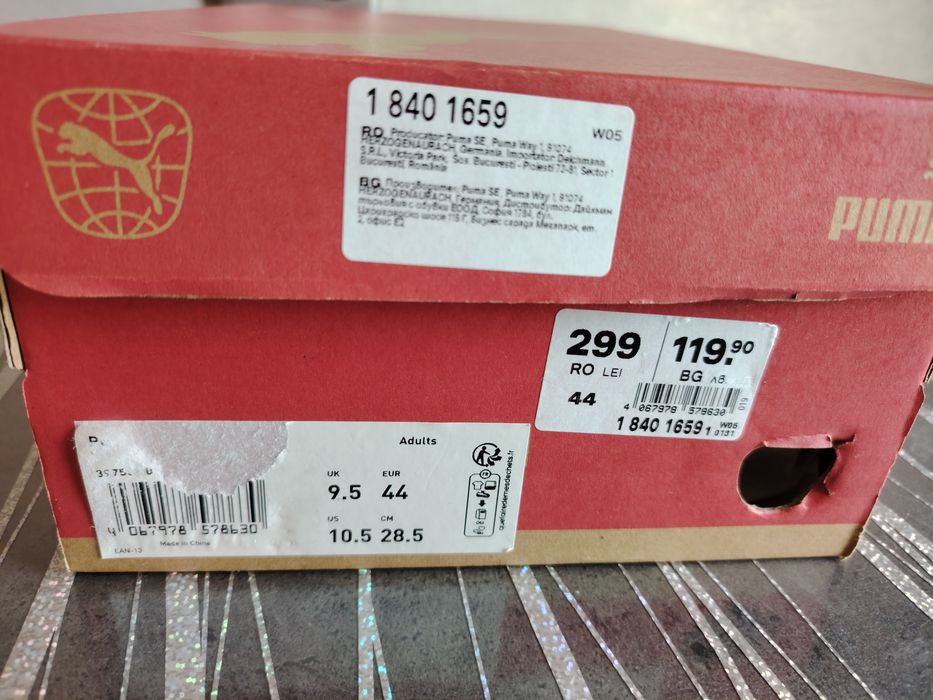 1 840 1659
W05
RO Producator: Puma SE, Puma Way 1, 91074
HERZOGENAURACH, Germania, Importator: Deichmann
S.R.L., Victoria Park, Sos. Bucuresti - Ploiesti 73-81, Sector 1
Bucuresti, România
BG Производител: Puma SE, Puma Way 1, 91074
HERZOGENAURACH, Германия, Дистрибутор: Дайхман
търговия с обувки ЕООД, София 1784, бул.
Цариградско шосе 115 Г, Бизнес сграда Мегапарк, ет.
2, офис Е2
PUMA
299
RO LEI
44
119.90
BG лв.
4 067978 578630
019
1 840 1659 1
W05
0131
Adults
UK EUR
9.5 44
US CM
10.5 28.5
4 067978 578630
Made in China
EAN-13
FR
quefairedemesdechets.fr